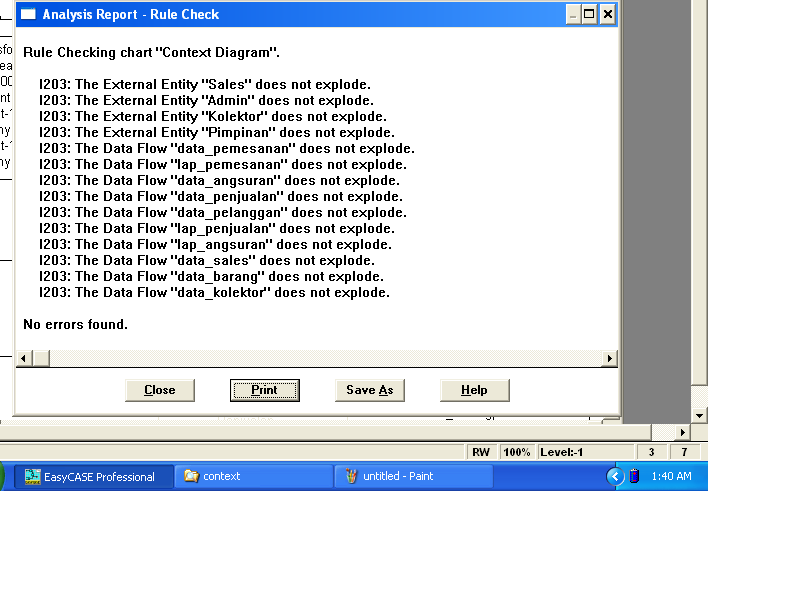 Analysis Report - Rule Check
Rule Checking chart "Context Diagram".
I203: The External Entity "Sales" does not explode.
I203: The External Entity "Admin" does not explode.
I203: The External Entity "Kolektor" does not explode.
I203: The External Entity "Pimpinan" does not explode.
I203: The Data Flow "data_pemesanan" does not explode.
I203: The Data Flow "lap_pemesanan" does not explode.
I203: The Data Flow "data_angsuran" does not explode.
I203: The Data Flow "data_penjualan" does not explode.
I203: The Data Flow "data_pelanggan" does not explode.
I203: The Data Flow "lap_penjualan" does not explode.
I203: The Data Flow "lap_angsuran" does not explode.
I203: The Data Flow "data_sales" does not explode.
I203: The Data Flow "data_barang" does not explode.
I203: The Data Flow "data_kolektor" does not explode.
No errors found.
Close Print Save As Help
RW 100% Level:-1 3 7
EasyCASE Professional context untitled - Paint 1:40 AM